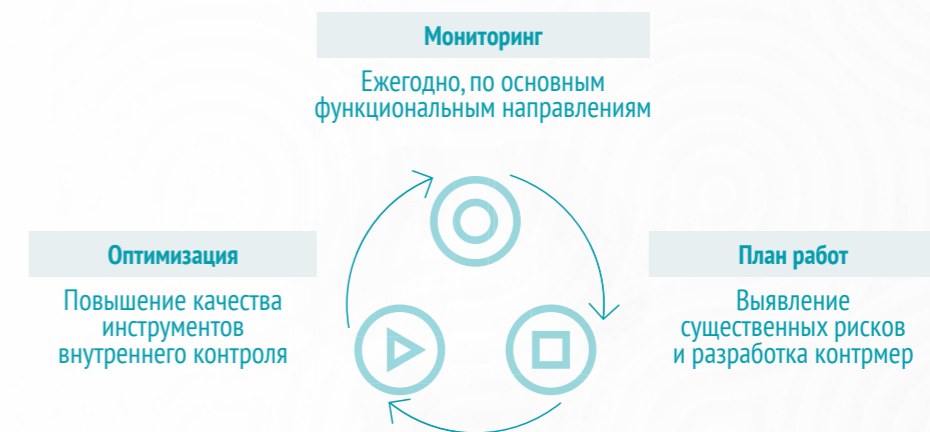 Мониторинг
Ежегодно, по основным
функциональным направлениям
Оптимизация
Повышение качества
инструментов
внутреннего контроля
План работ
Выявление
существенных рисков
и разработка контрмер